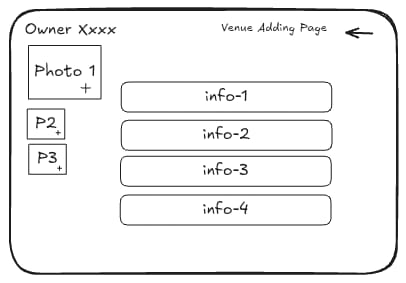 Owner Xxxx
Venue Adding Page
Photo 1
+
info-1
P2
+
info-2
P3
+
info-3
info-4